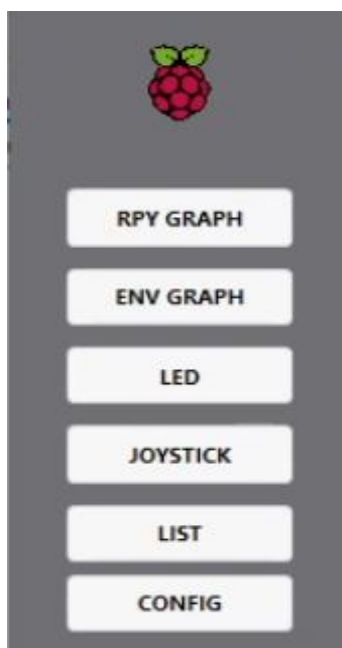 RPY GRAPH
ENV GRAPH
LED
JOYSTICK
LIST
CONFIG